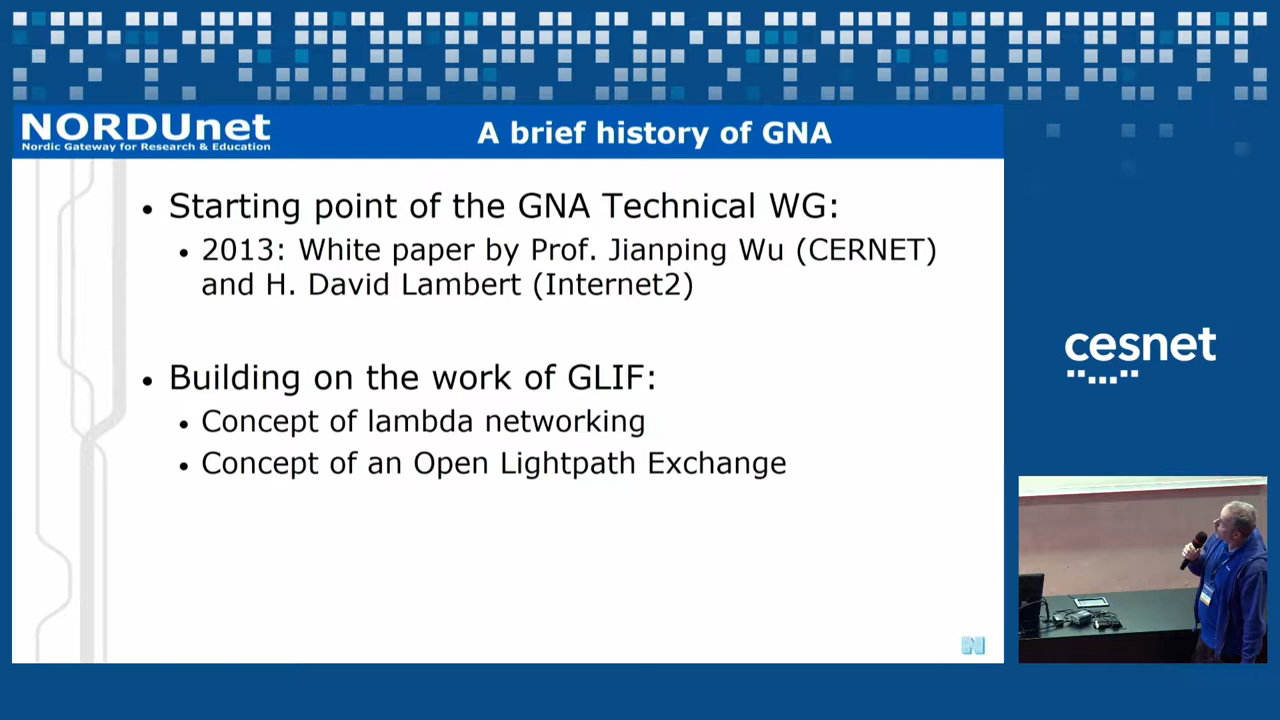 NORDUnet
Nordic Gateway for Research & Education
A brief history of GNA
• Starting point of the GNA Technical WG:
• 2013: White paper by Prof. Jianping Wu (CERNET)
and H. David Lambert (Internet2)
• Building on the work of GLIF:
• Concept of lambda networking
• Concept of an Open Lightpath Exchange
cesnet